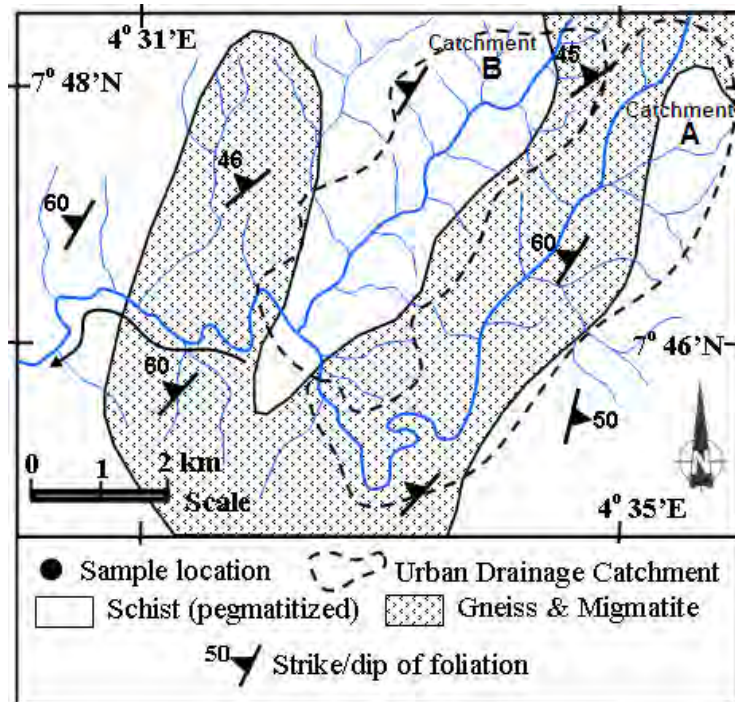 4° 31'E
7° 48'N
Catchment
B
45
Catchment
A
46
60
60
7° 46'N
60
50
0 1 2 km
Scale
N
4° 35'E
Sample location
Urban Drainage Catchment
Schist (pegmatitized)
Gneiss & Migmatite
50
Strike/dip of foliation